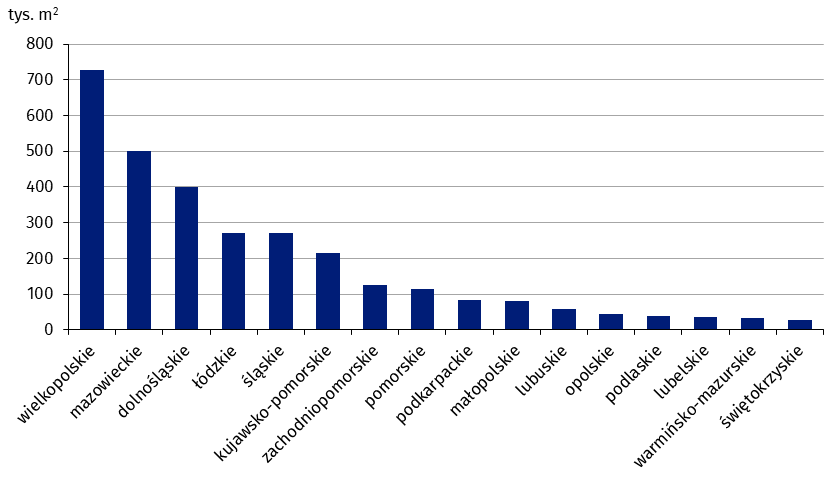 tys. m²
800
700
600
500
400
300
200
100
0
wielkopolskie
mazowieckie
dolnośląskie
łódzkie
śląskie
kujawsko-pomorskie
zachodniopomorskie
pomorskie
podkarpackie
małopolskie
lubuskie
opolskie
podlaskie
lubelskie
warmińsko-mazurskie
świętokrzyskie